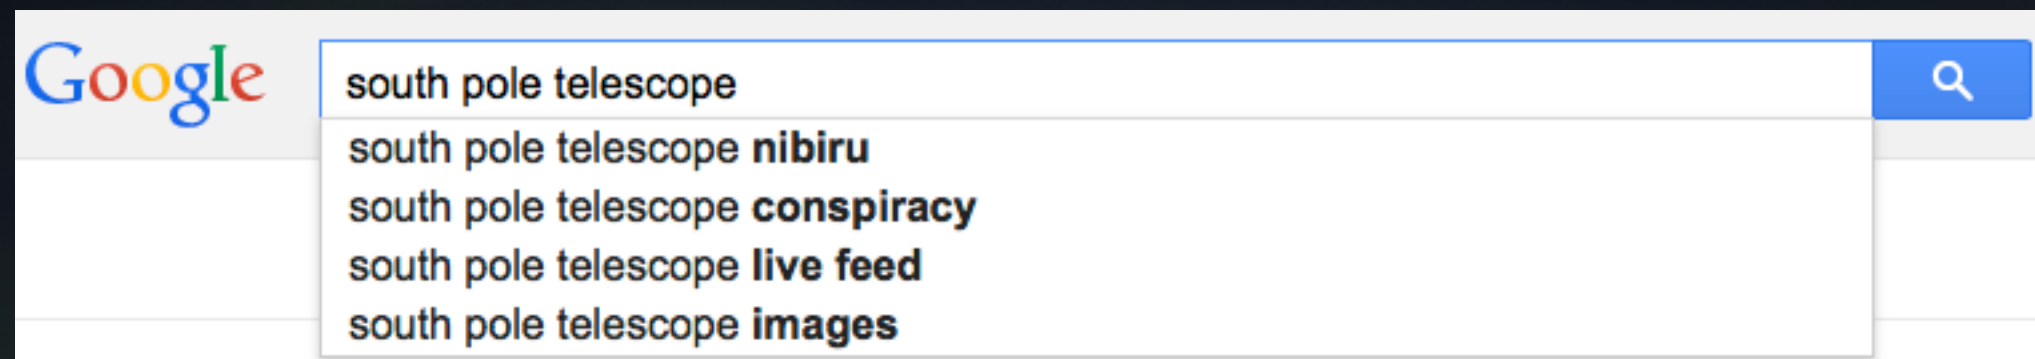 Google
south pole telescope
south pole telescope nibiru
south pole telescope conspiracy
south pole telescope live feed
south pole telescope images